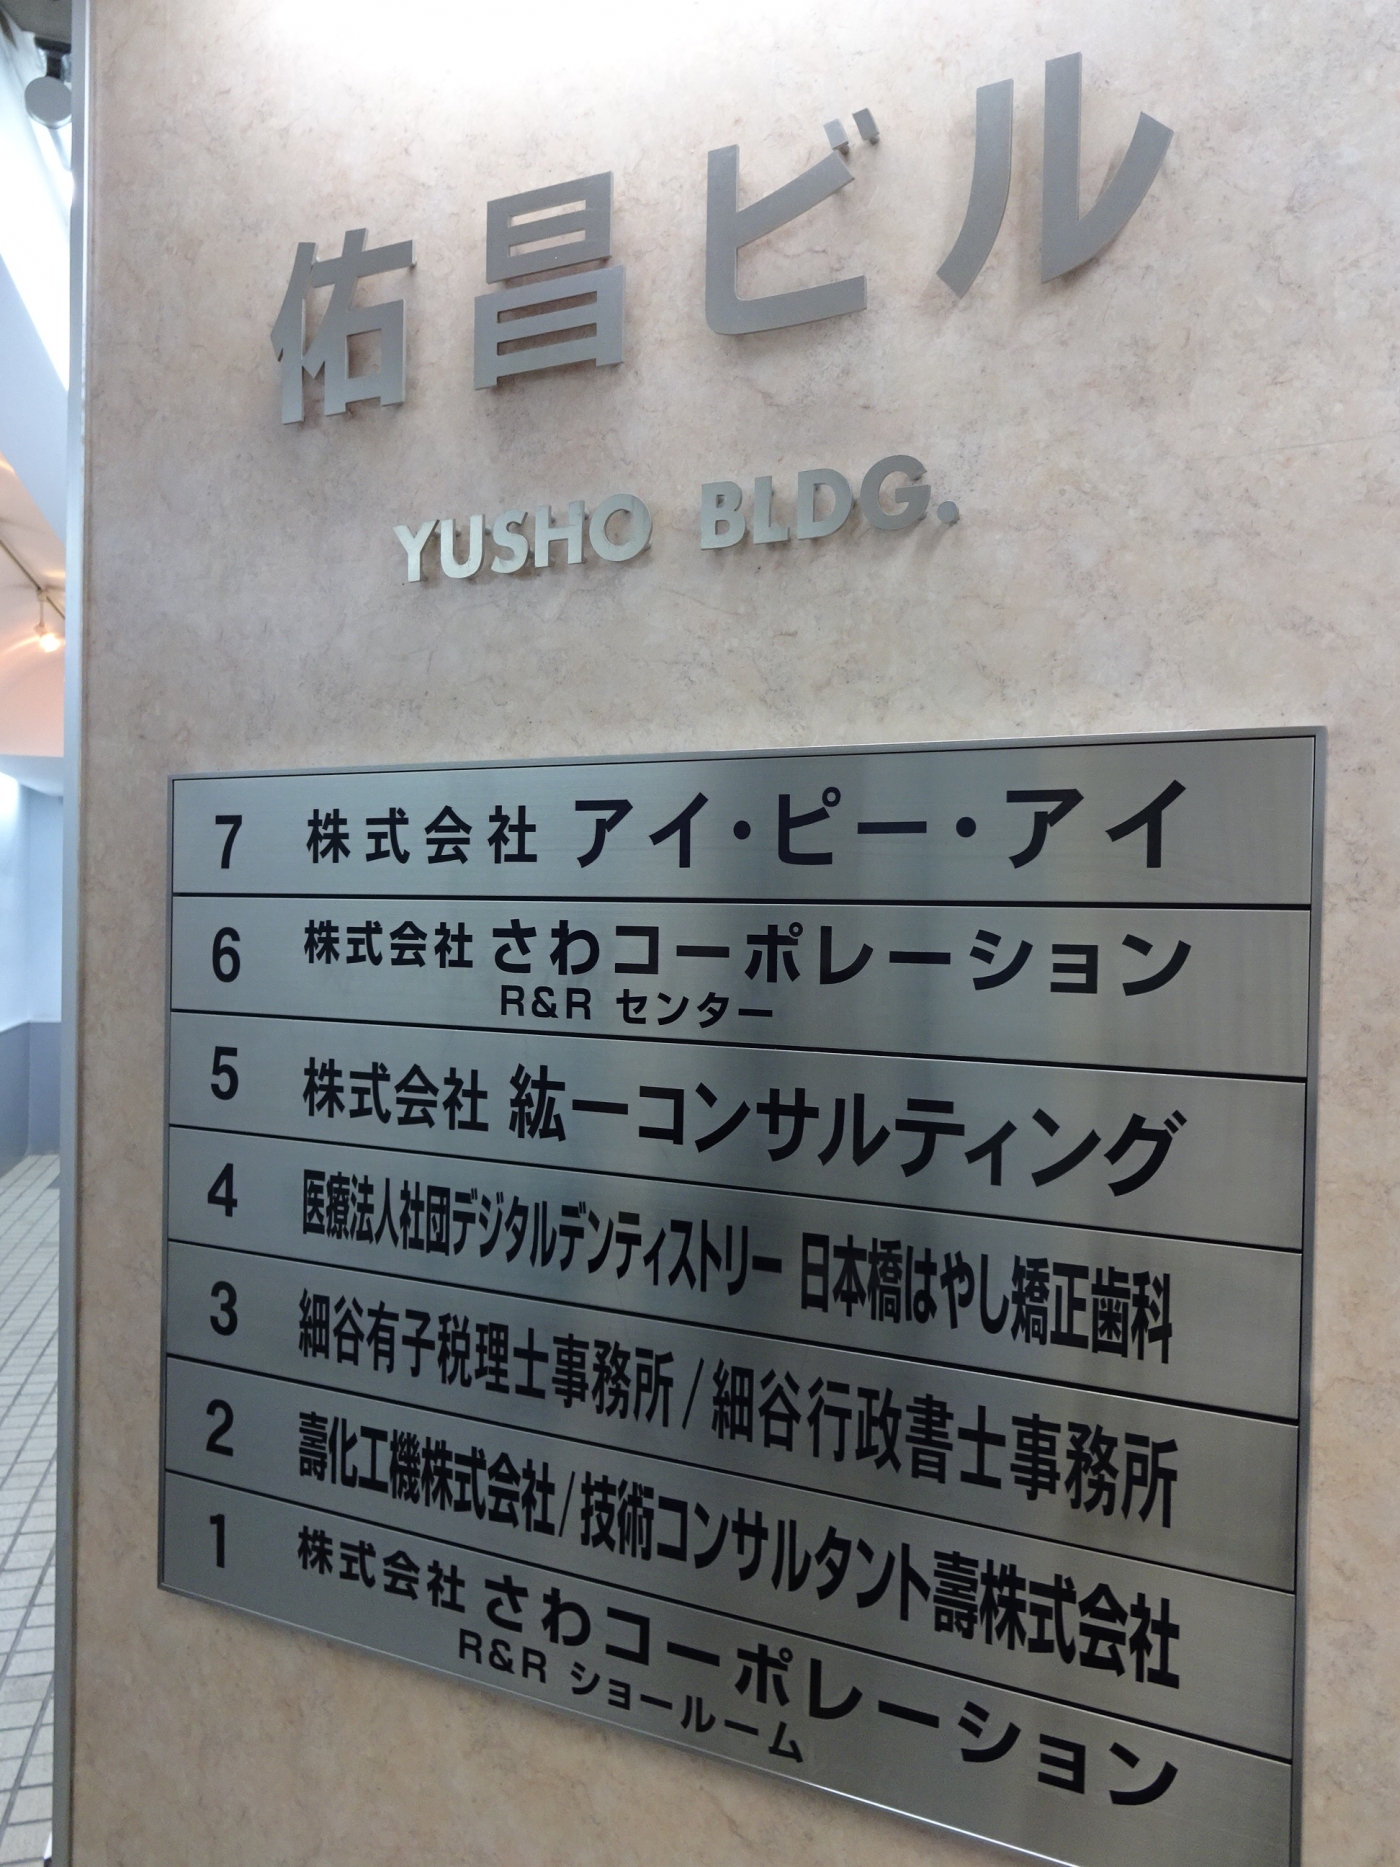 佑昌ビル
YUSHO BLDG.
7 株式会社 アイ・ピー・アイ
6 株式会社 さわコーポレーション
R&R センター
5 株式会社 紘一コンサルティング
4 医療法人社団デジタルデンティストリー 日本橋はやし矯正歯科
3 細谷有子税理士事務所 / 細谷行政書士事務所
2 壽化工機株式会社 / 技術コンサルタント壽株式会社
1 株式会社 さわコーポレーション
R&R ショールーム